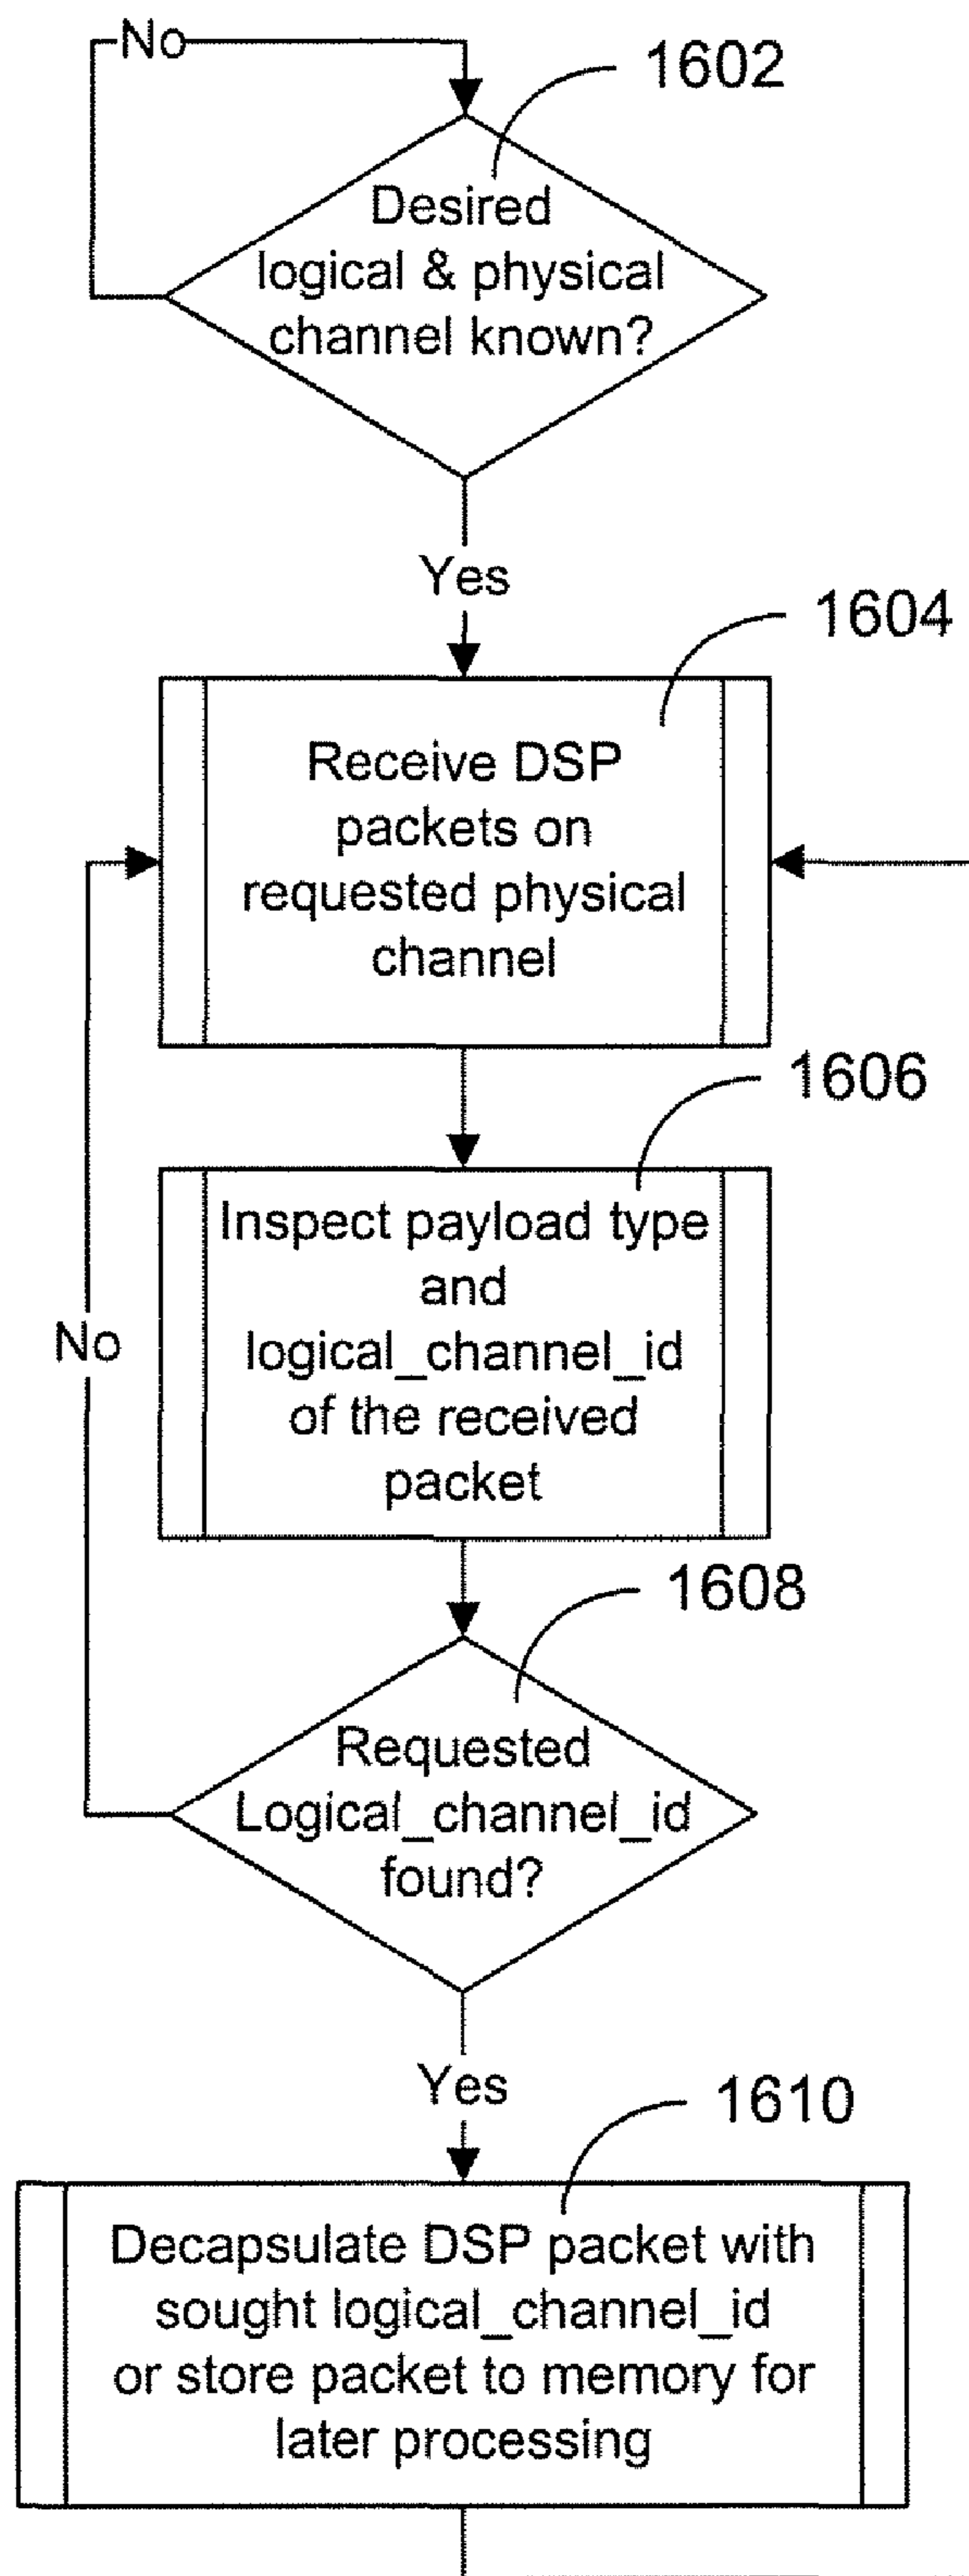 No
1602
Desired
logical & physical
channel known?
Yes
1604
Receive DSP
packets on
requested physical
channel
1606
Inspect payload type
and
logical_channel_id
of the received
packet
No
1608
Requested
Logical_channel_id
found?
Yes
1610
Decapsulate DSP packet with
sought logical_channel_id
or store packet to memory for
later processing